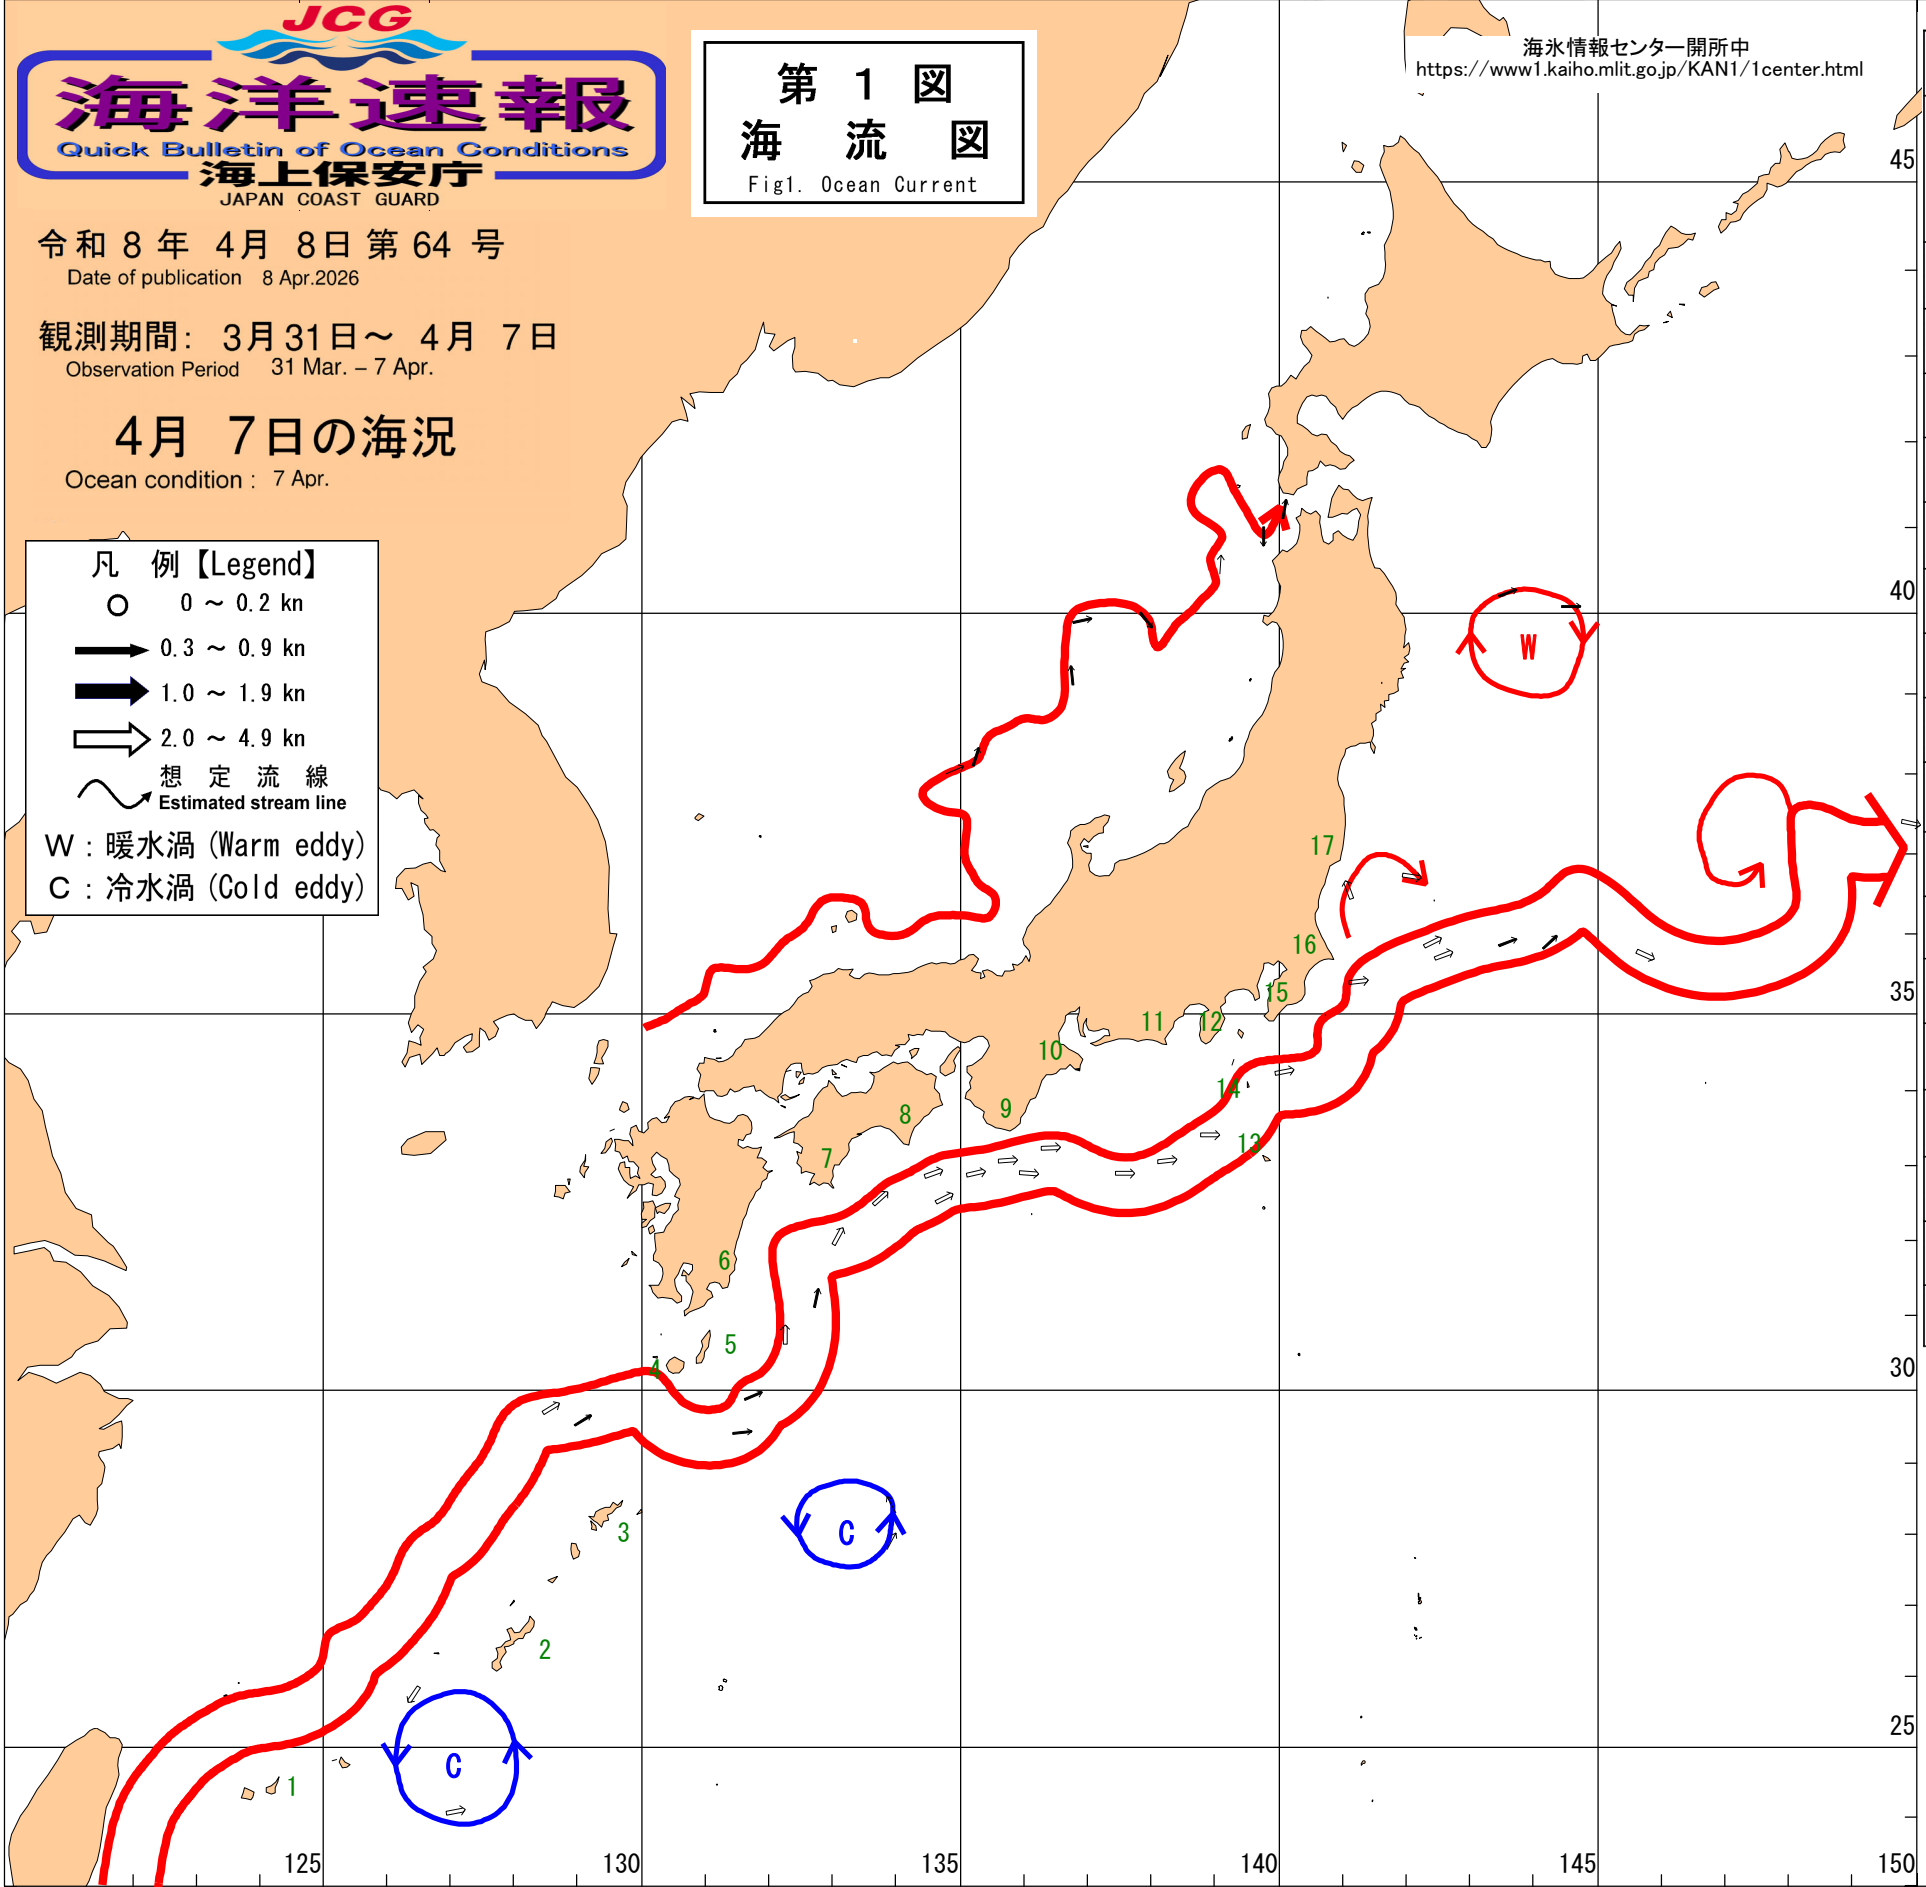 JCG
海洋速報
Quick Bulletin of Ocean Conditions
海上保安庁
JAPAN COAST GUARD
令和 8 年 4月 8日 第 64 号
Date of publication 8 Apr.2026
観測期間: 3月31日～ 4月 7日
Observation Period 31 Mar. – 7 Apr.
4月 7日の海況
Ocean condition : 7 Apr.
第 1 図
海 流 図
Fig1. Ocean Current
海氷情報センター開所中
https://www1.kaiho.mlit.go.jp/KAN1/1center.html
凡 例【Legend】
0 ～ 0.2 kn
0.3 ～ 0.9 kn
1.0 ～ 1.9 kn
2.0 ～ 4.9 kn
想 定 流 線
Estimated stream line
W : 暖水渦 (Warm eddy)
C : 冷水渦 (Cold eddy)
45
40
W
17
16
15
35
11
12
10
14
9
8
13
7
6
5
4
30
3
C
2
25
C
1
125
130
135
140
145
150